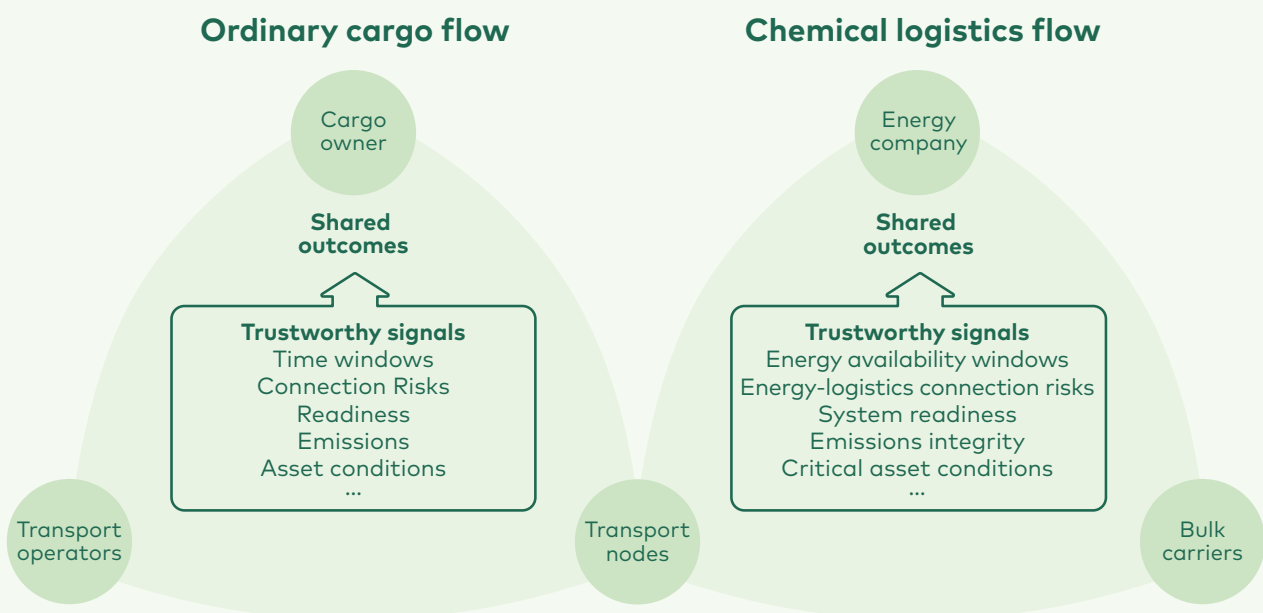 Ordinary cargo flow
Cargo
owner
Shared
outcomes
Trustworthy signals
Time windows
Connection Risks
Readiness
Emissions
Asset conditions
...
Transport
operators
Transport
nodes
Chemical logistics flow
Energy
company
Shared
outcomes
Trustworthy signals
Energy availability windows
Energy-logistics connection risks
System readiness
Emissions integrity
Critical asset conditions
...
Bulk
carriers